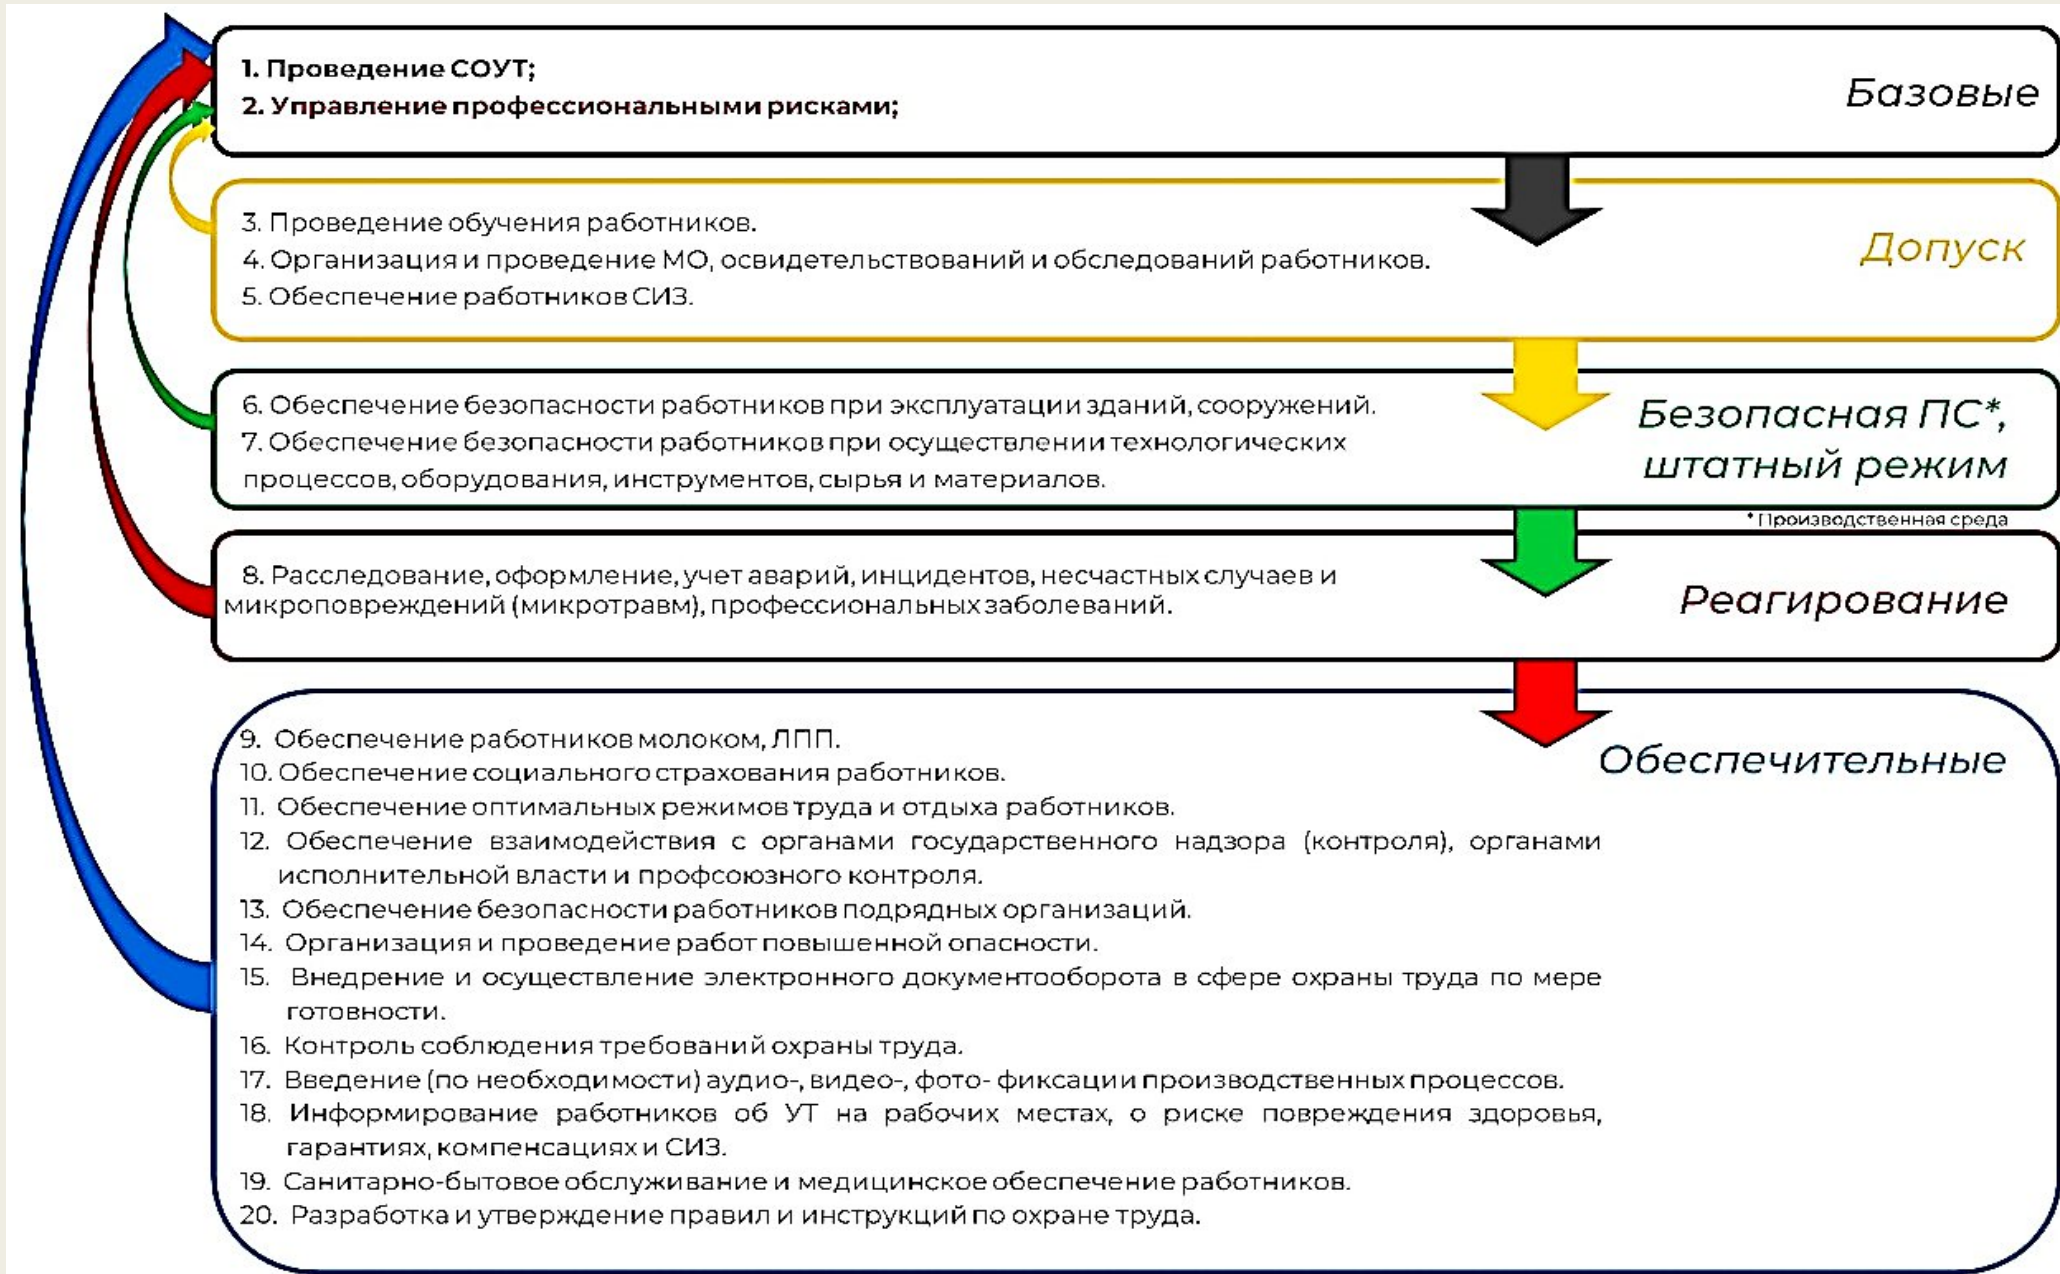 1. Проведение СОУТ;
2. Управление профессиональными рисками;
Базовые
3. Проведение обучения работников.
4. Организация и проведение МО, освидетельствований и обследований работников.
5. Обеспечение работников СИЗ.
Допуск
6. Обеспечение безопасности работников при эксплуатации зданий, сооружений.
7. Обеспечение безопасности работников при осуществлении технологических
процессов, оборудования, инструментов, сырья и материалов.
Безопасная ПС*,
штатный режим
* Производственная среда
8. Расследование, оформление, учет аварий, инцидентов, несчастных случаев и
микроповреждений (микротравм), профессиональных заболеваний.
Реагирование
Обеспечительные
9. Обеспечение работников молоком, ЛПП.
10. Обеспечение социального страхования работников.
11. Обеспечение оптимальных режимов труда и отдыха работников.
12. Обеспечение взаимодействия с органами государственного надзора (контроля), органами
исполнительной власти и профсоюзного контроля.
13. Обеспечение безопасности работников подрядных организаций.
14. Организация и проведение работ повышенной опасности.
15. Внедрение и осуществление электронного документооборота в сфере охраны труда по мере
готовности.
16. Контроль соблюдения требований охраны труда.
17. Введение (по необходимости) аудио-, видео-, фото- фиксации производственных процессов.
18. Информирование работников об УТ на рабочих местах, о риске повреждения здоровья,
гарантиях, компенсациях и СИЗ.
19. Санитарно-бытовое обслуживание и медицинское обеспечение работников.
20. Разработка и утверждение правил и инструкций по охране труда.